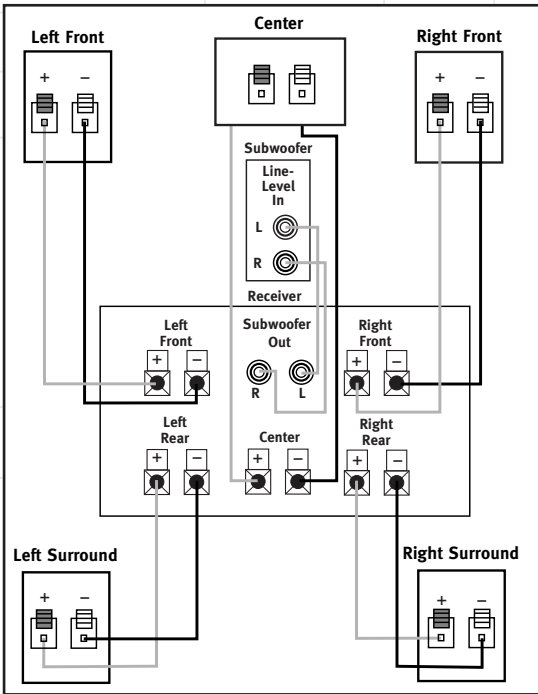 Center
Left Front
Right Front
+ −
+ −
Subwoofer
Line-
Level
In
L
R
Receiver
Left
Front
Subwoofer
Out
Right
Front
+ −
+ −
R L
Left
Rear
Center
Right
Rear
+ −
+ −
+ −
Left Surround
Right Surround
+ −
+ −